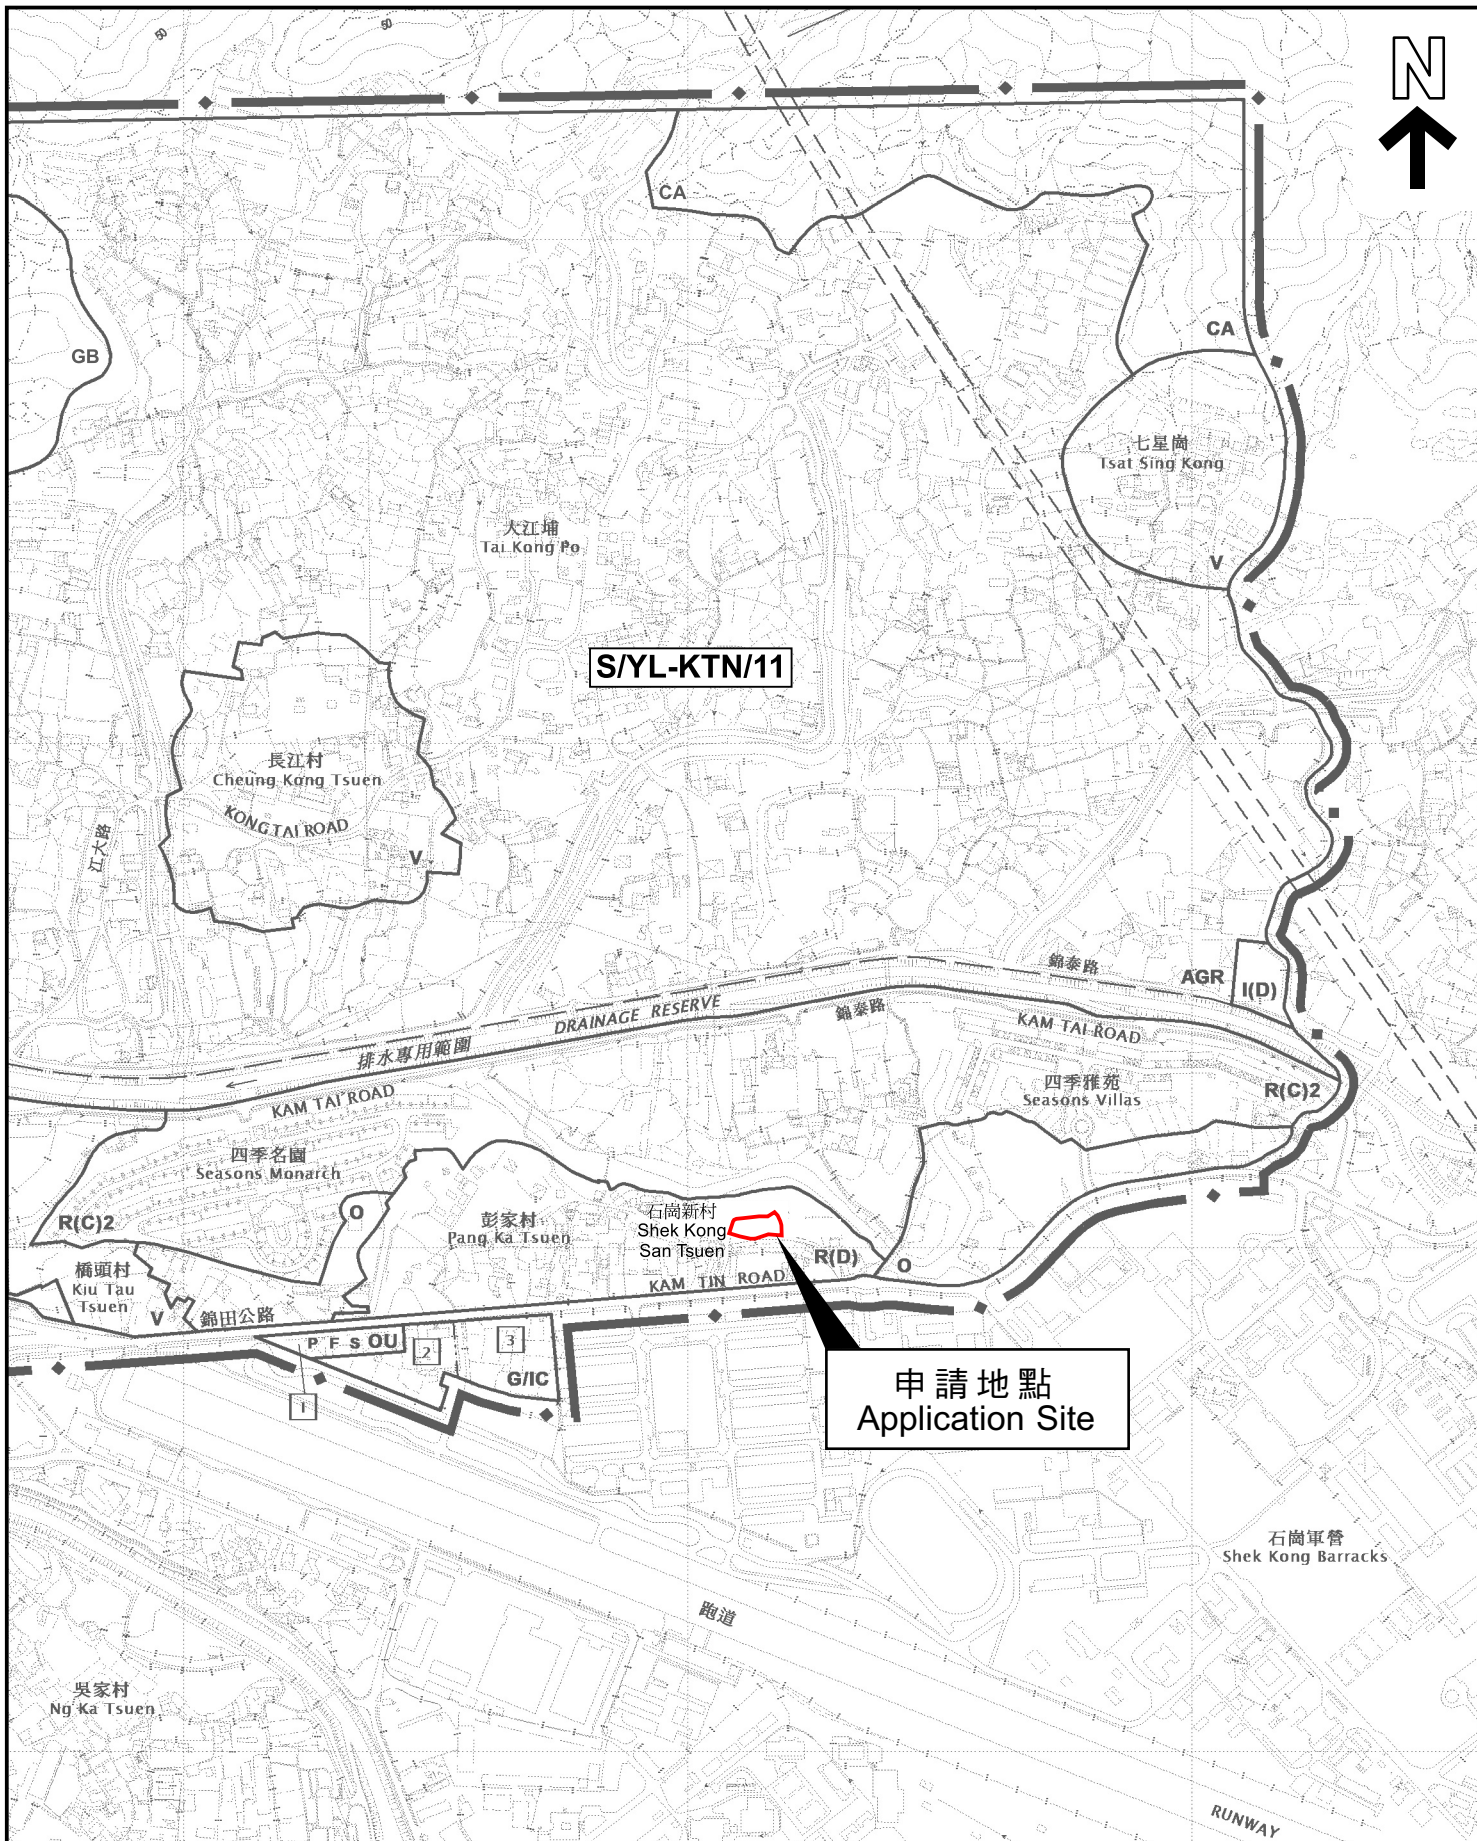 50
50
N
CA
CA
GB
七星崗
Tsat Sing Kong
大江埔
Tai Kong Po
V
S/YL-KTN/11
長江村
Cheung Kong Tsuen
KONG TAI ROAD
江大路
V
錦泰路
AGR
I(D)
DRAINAGE RESERVE
錦泰路
KAM TAI ROAD
排水專用範圍
KAM TAI ROAD
四季雅苑
Seasons Villas
R(C)2
四季名園
Seasons Monarch
R(C)2
O
彭家村
Pang Ka Tsuen
石崗新村
Shek Kong
San Tsuen
R(D)
O
橋頭村
Kiu Tau
Tsuen
V
錦田公路
KAM TIN ROAD
P F S OU
2
3
G/IC
1
申請地點
Application Site
石崗軍營
Shek Kong Barracks
跑道
吳家村
Ng Ka Tsuen
RUNWAY